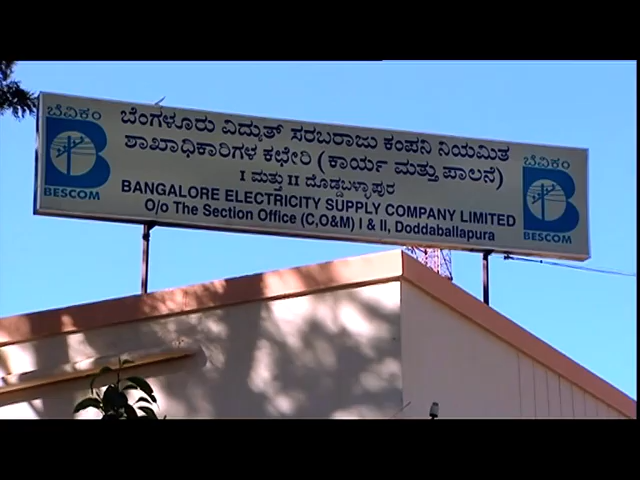 ಬೆವಿಕಂ
BESCOM
ಬೆಂಗಳೂರು ವಿದ್ಯುತ್ ಸರಬರಾಜು ಕಂಪನಿ ನಿಯಮಿತ
ಶಾಖಾಧಿಕಾರಿಗಳ ಕಛೇರಿ (ಕಾರ್ಯ ಮತ್ತು ಪಾಲನೆ)
I ಮತ್ತು II ದೊಡ್ಡಬಳ್ಳಾಪುರ
BANGALORE ELECTRICITY SUPPLY COMPANY LIMITED
O/o The Section Office (C,O&M) I & II, Doddaballapura
ಬೆವಿಕಂ
BESCOM